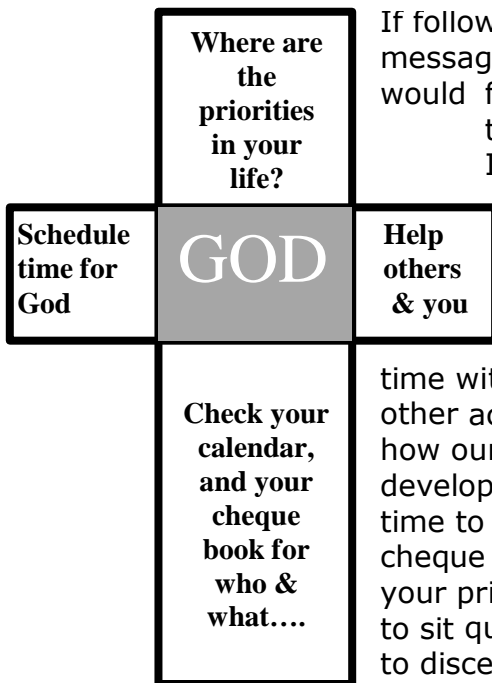 Where are
the
priorities
in your
life?
Schedule
time for
God
GOD
Help
others
& you
Check your
calendar,
and your
cheque
book for
who &
what….
If follow
messag
would f
time wit
other ac
how our
develop
time to
cheque
your pri
to sit qu
to disce